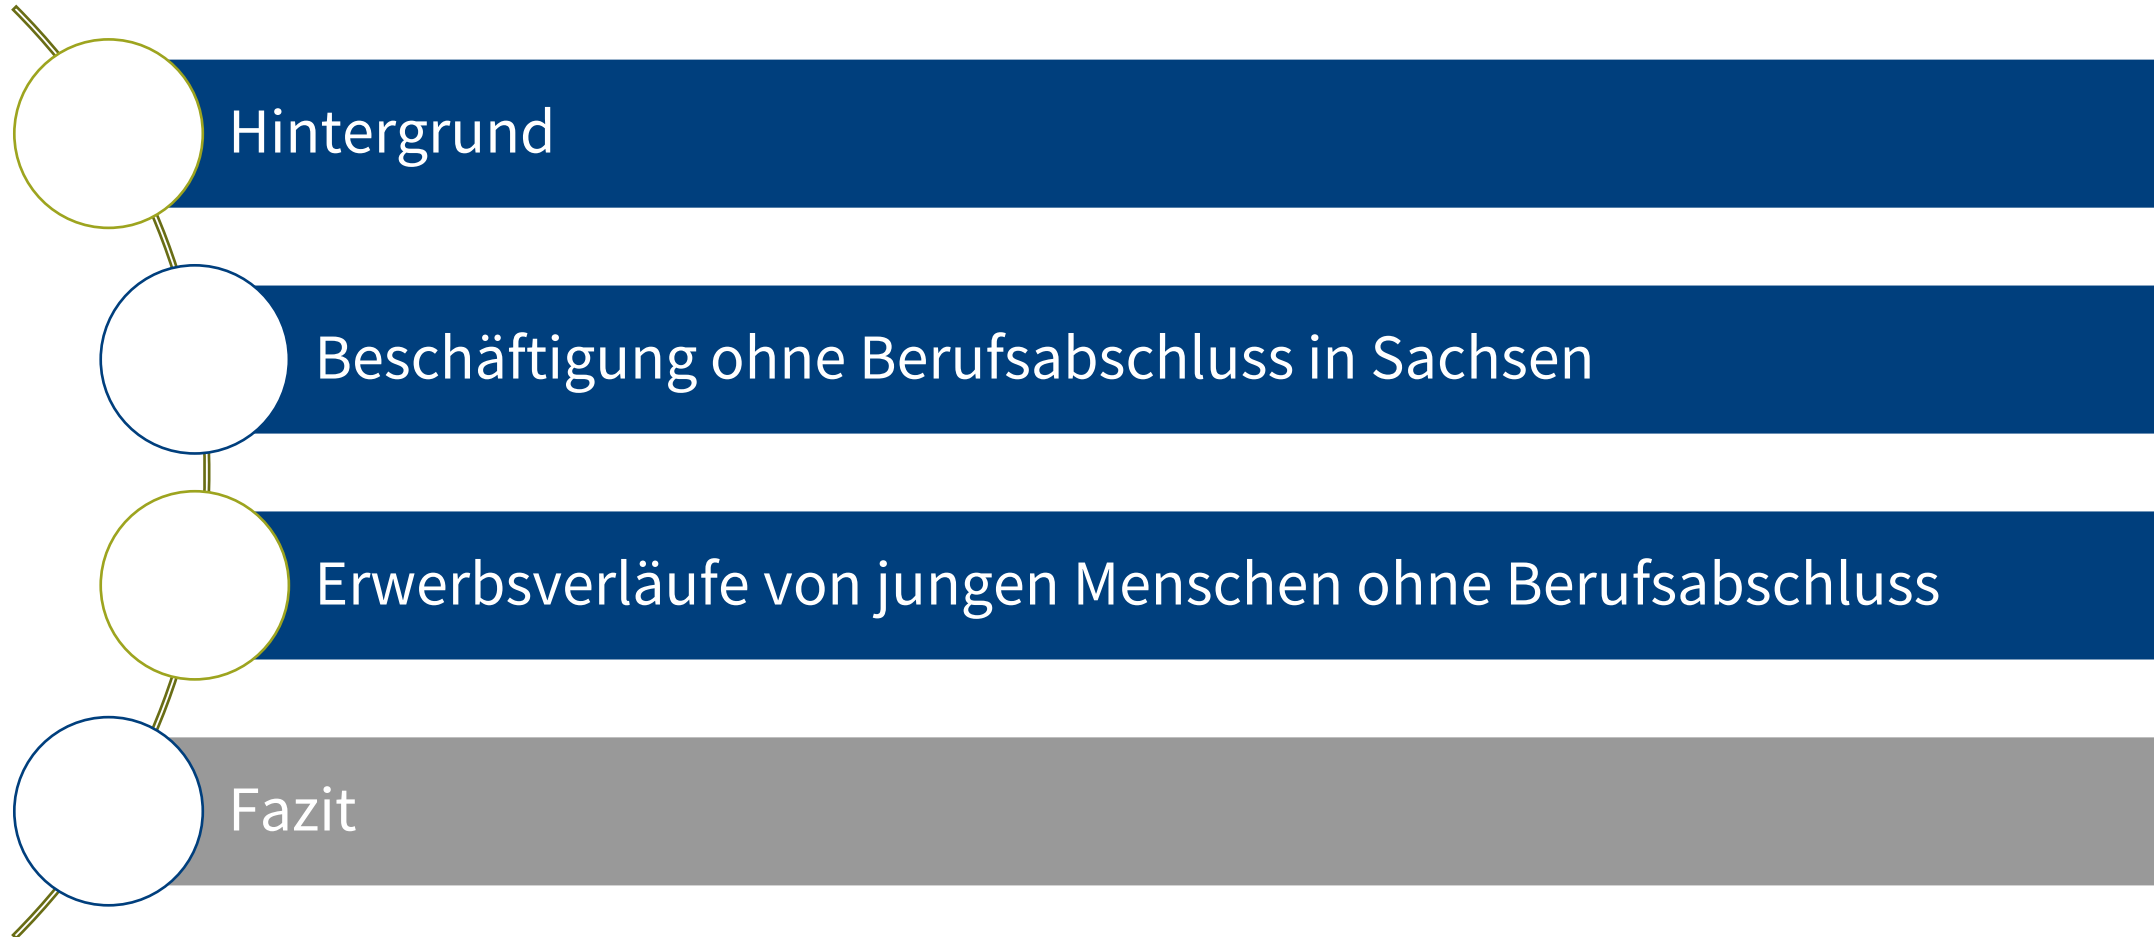 Hintergrund
Beschäftigung ohne Berufsabschluss in Sachsen
Erwerbsverläufe von jungen Menschen ohne Berufsabschluss
Fazit